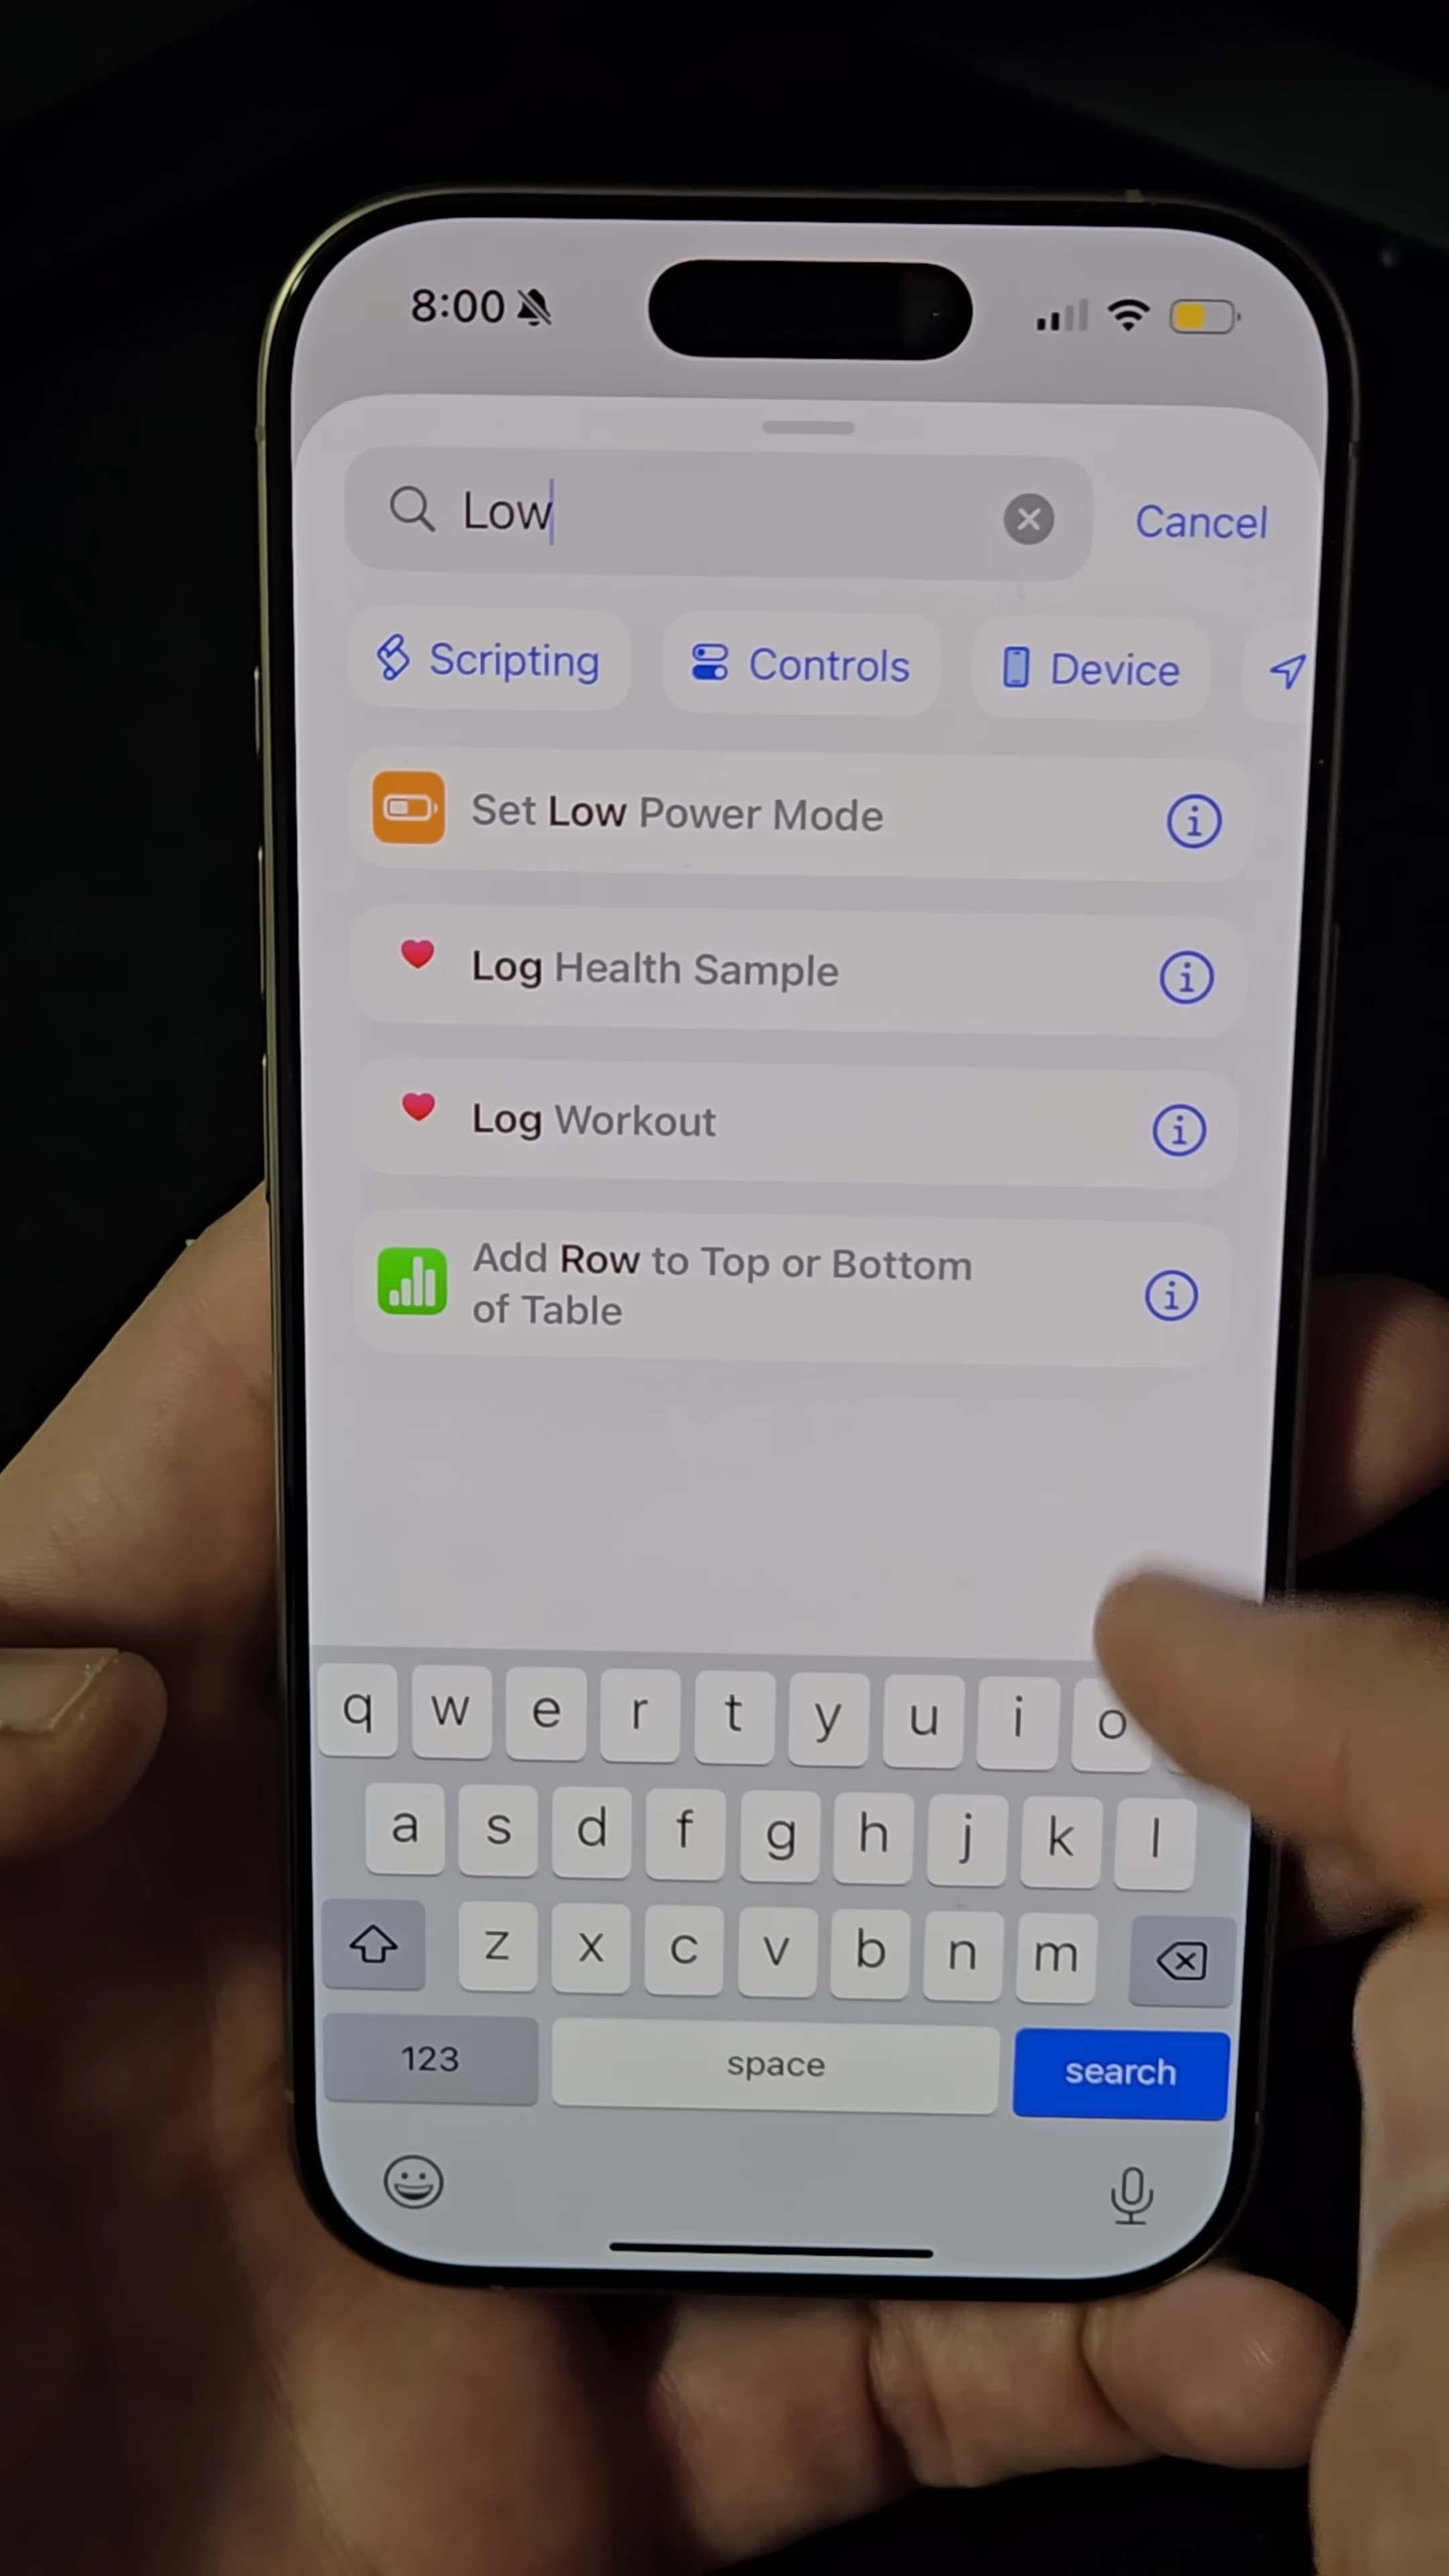 8:00
Low
Cancel
Scripting Controls Device
Set Low Power Mode
Log Health Sample
Log Workout
Add Row to Top or Bottom
of Table
q w e r t y u i o
a s d f g h j k l
z x c v b n m
123 space search